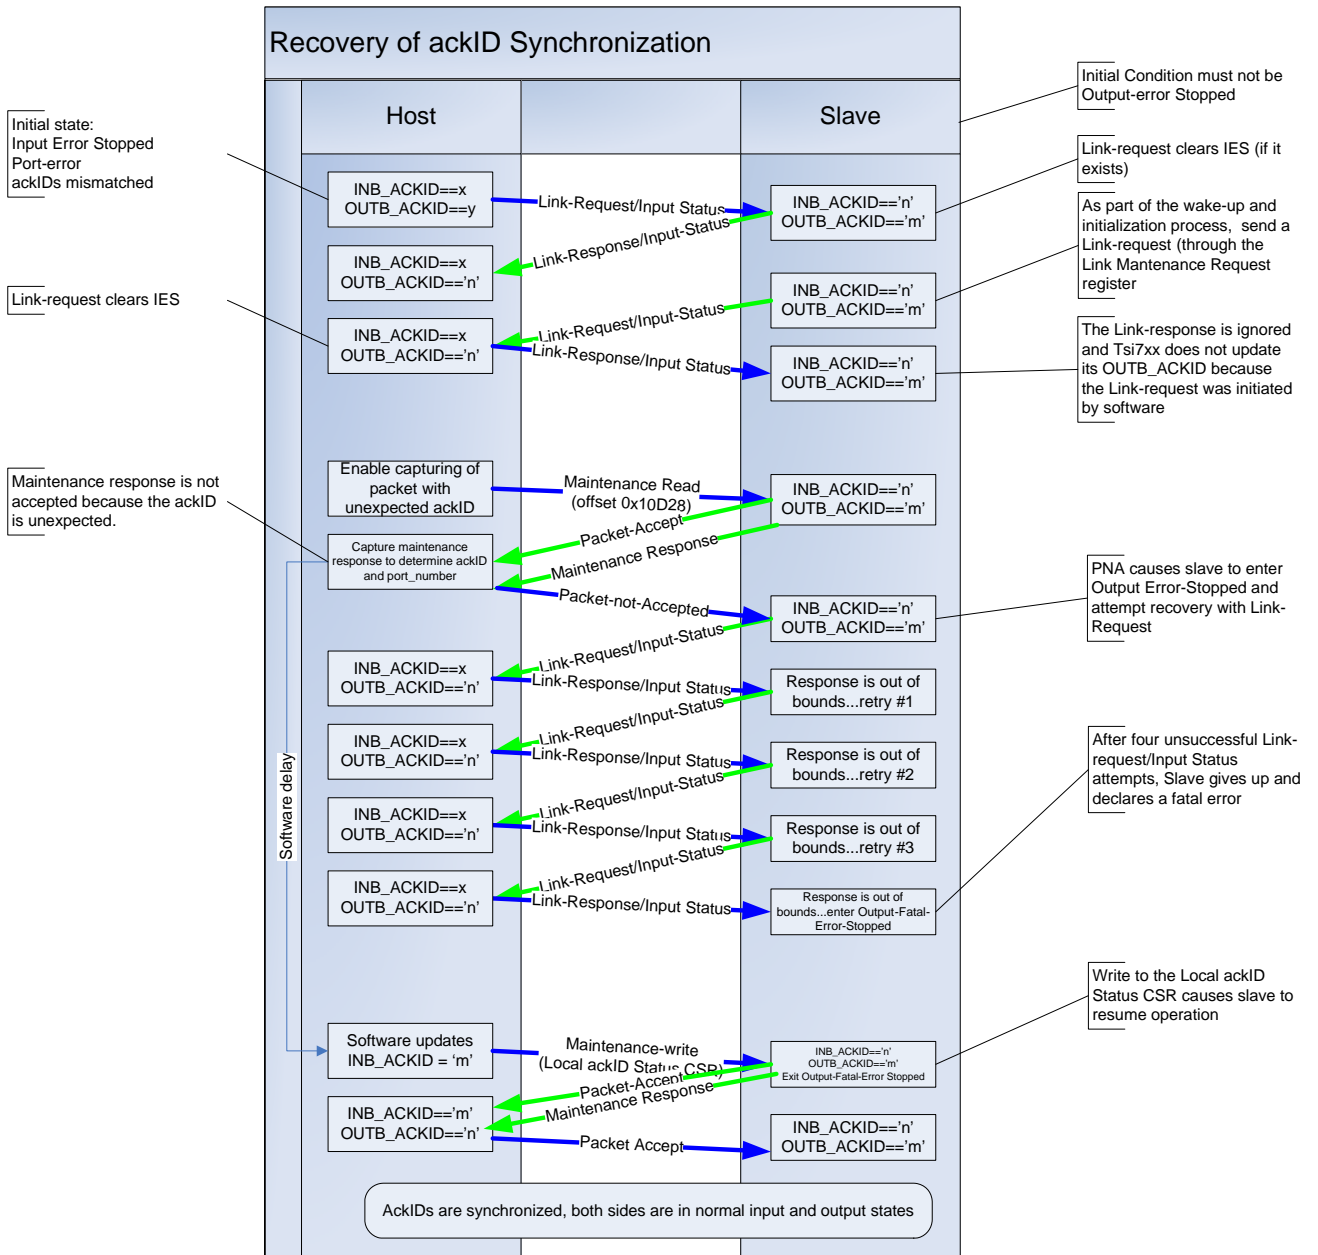 Recovery of ackID Synchronization
Host
Slave
Initial state:
Input Error Stopped
Port-error
ackIDs mismatched
Initial Condition must not be
Output-error Stopped
INB_ACKID==x
OUTB_ACKID==y
Link-Request/Input Status
INB_ACKID=='n'
OUTB_ACKID=='m'
Link-request clears IES (if it
exists)
Link-Response/Input-Status
INB_ACKID==x
OUTB_ACKID=='n'
As part of the wake-up and
initialization process,  send a
Link-request (through the
Link Mantenance Request
register
INB_ACKID=='n'
OUTB_ACKID=='m'
Link-Request/Input-Status
Link-request clears IES
INB_ACKID==x
OUTB_ACKID=='n'
Link-Response/Input Status
INB_ACKID=='n'
OUTB_ACKID=='m'
The Link-response is ignored
and Tsi7xx does not update
its OUTB_ACKID because
the Link-request was initiated
by software
Enable capturing of
packet with
unexpected ackID
Maintenance Read
(offset 0x10D28)
INB_ACKID=='n'
OUTB_ACKID=='m'
Maintenance response is not
accepted because the ackID
is unexpected.
Packet-Accept
Maintenance Response
Capture maintenance
response to determine ackID
and port_number
Packet-not-Accepted
INB_ACKID=='n'
OUTB_ACKID=='m'
PNA causes slave to enter
Output Error-Stopped and
attempt recovery with Link-
Request
Link-Request/Input-Status
INB_ACKID==x
OUTB_ACKID=='n'
Link-Response/Input Status
Response is out of
bounds...retry #1
Link-Request/Input-Status
INB_ACKID==x
OUTB_ACKID=='n'
Link-Response/Input Status
Response is out of
bounds...retry #2
After four unsuccessful Link-
request/Input Status
attempts, Slave gives up and
declares a fatal error
Link-Request/Input-Status
INB_ACKID==x
OUTB_ACKID=='n'
Link-Response/Input Status
Response is out of
bounds...retry #3
Link-Request/Input-Status
INB_ACKID==x
OUTB_ACKID=='n'
Link-Response/Input Status
Response is out of
bounds...enter Output-Fatal-
Error-Stopped
Software delay
Write to the Local ackID
Status CSR causes slave to
resume operation
Software updates
INB_ACKID = 'm'
Maintenance-write
(Local ackID Status CSR)
INB_ACKID=='n'
OUTB_ACKID=='m'
Exit Output-Fatal-Error Stopped
Packet-Accept
Maintenance Response
INB_ACKID=='m'
OUTB_ACKID=='n'
Packet Accept
INB_ACKID=='n'
OUTB_ACKID=='m'
AckIDs are synchronized, both sides are in normal input and output states